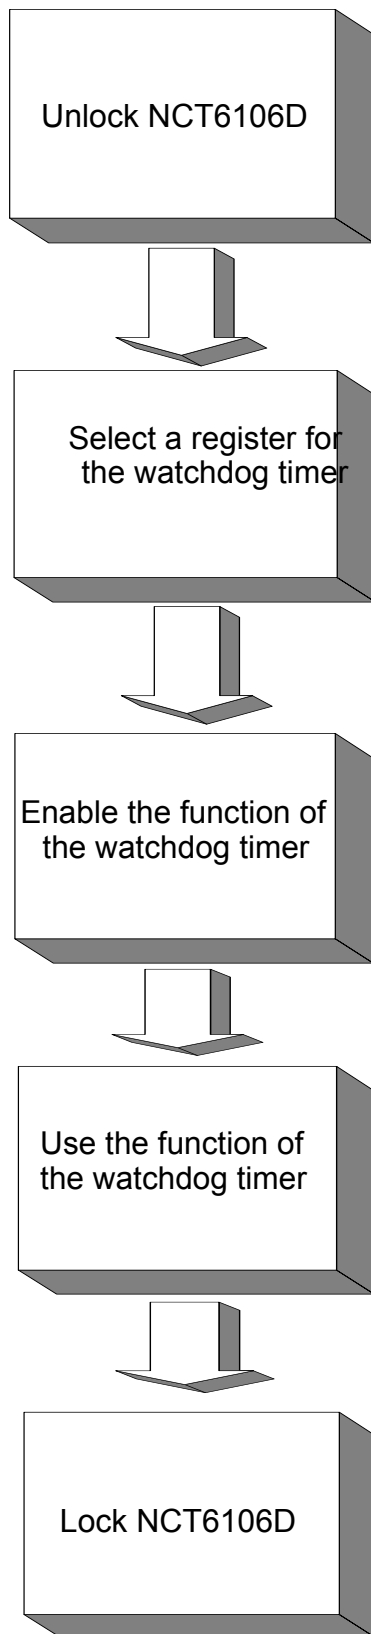 Unlock NCT6106D
Select a register for
the watchdog timer
Enable the function of
the watchdog timer
Use the function of
the watchdog timer
Lock NCT6106D